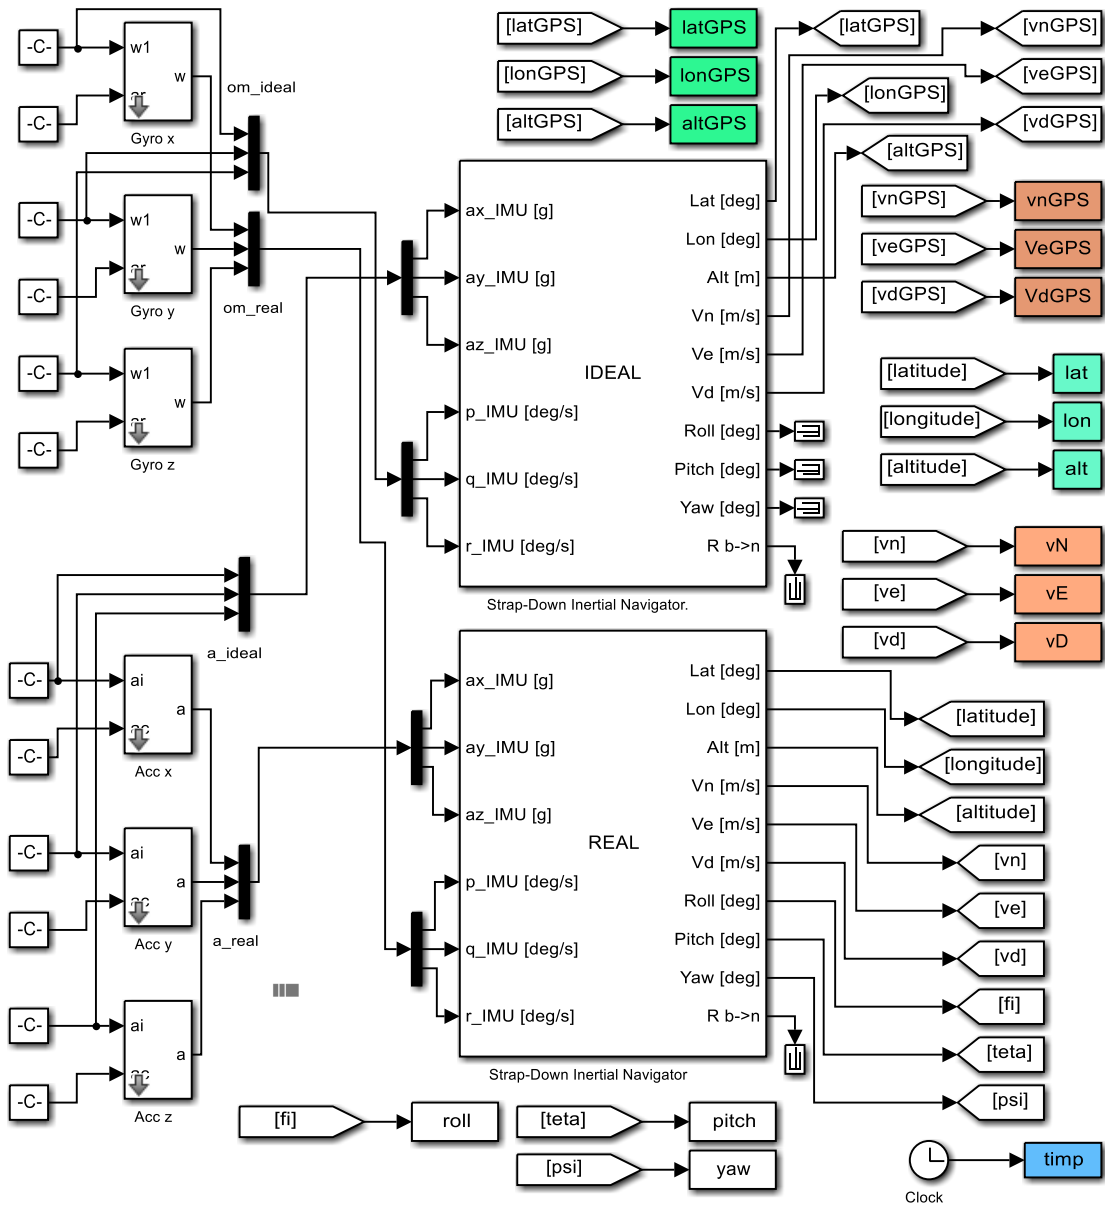 -C-
w1
w
ar
Gyro x
-C-
om_ideal
-C-
w1
w
ar
Gyro y
-C-
om_real
-C-
w1
w
ar
Gyro z
-C-
a_ideal
-C-
ai
a
Acc x
-C-
-C-
ai
a
Acc y
-C-
a_real
-C-
ai
a
Acc z
-C-
[latGPS]
latGPS
[lonGPS]
lonGPS
[altGPS]
altGPS
ax_IMU [g]
ay_IMU [g]
az_IMU [g]
p_IMU [deg/s]
q_IMU [deg/s]
r_IMU [deg/s]
IDEAL
Lat [deg]
Lon [deg]
Alt [m]
Vn [m/s]
Ve [m/s]
Vd [m/s]
Roll [deg]
Pitch [deg]
Yaw [deg]
R b->n
Strap-Down Inertial Navigator.
[latGPS]
[lonGPS]
[altGPS]
[vnGPS]
[veGPS]
[vdGPS]
[vnGPS]
vnGPS
[veGPS]
VeGPS
[vdGPS]
VdGPS
[latitude]
lat
[longitude]
lon
[altitude]
alt
[vn]
vN
[ve]
vE
[vd]
vD
ax_IMU [g]
ay_IMU [g]
az_IMU [g]
p_IMU [deg/s]
q_IMU [deg/s]
r_IMU [deg/s]
REAL
Lat [deg]
Lon [deg]
Alt [m]
Vn [m/s]
Ve [m/s]
Vd [m/s]
Roll [deg]
Pitch [deg]
Yaw [deg]
R b->n
Strap-Down Inertial Navigator
[latitude]
[longitude]
[altitude]
[vn]
[ve]
[vd]
[fi]
[teta]
[psi]
[fi]
roll
[teta]
pitch
[psi]
yaw
Clock
timp